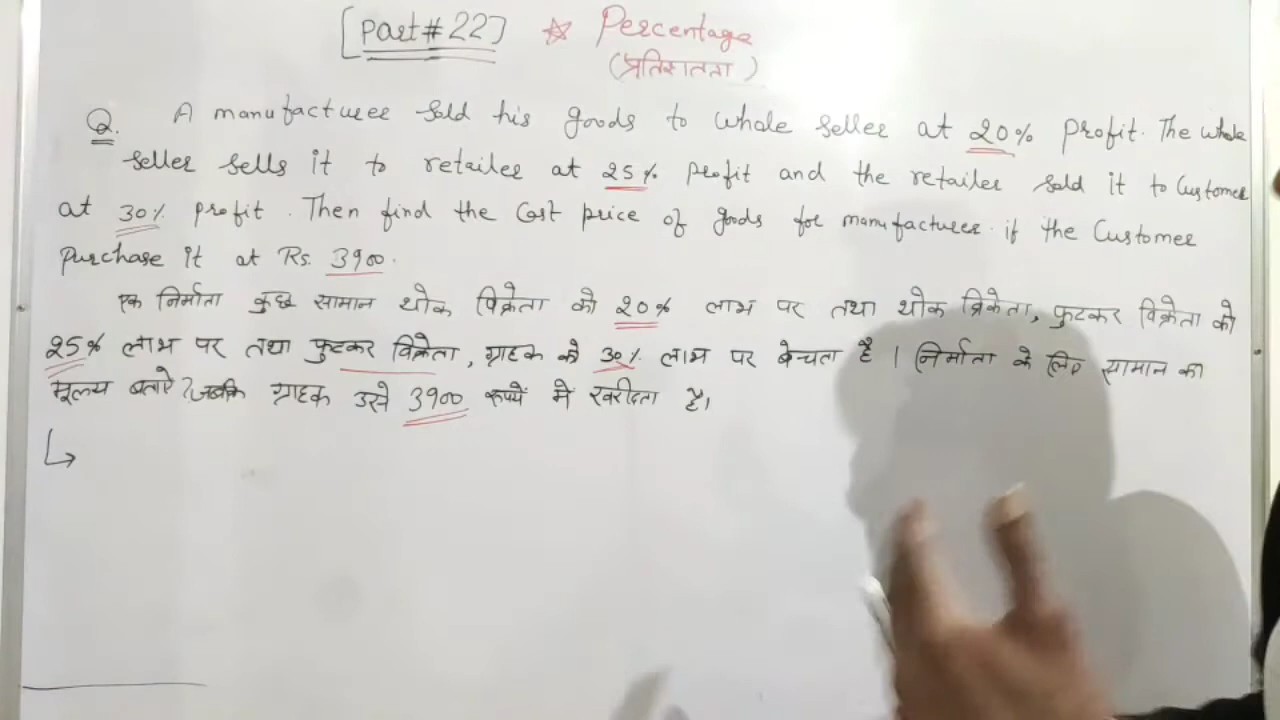 [Part# 22] ☆ Percentage
(प्रतिशतता)
Q. A manufacturer sold his goods to whole seller at 20% profit. The whole
seller sells it to retailer at 25% profit and the retailer sold it to Customer
at 30% profit. Then find the Cost price of goods for manufacturer. if the Customer
Purchase it at Rs. 3900.
एक निर्माता कुछ सामान थोक विक्रेता को 20% लाभ पर तथा थोक विक्रेता, फुटकर विक्रेता को
25% लाभ पर तथा फुटकर विक्रेता, ग्राहक को 30% लाभ पर बेन्चता है । निर्माता के लिए सामान का
मूल्य बताऐ ? जबकि ग्राहक उसे 3900 रूपये मे खरीदता है।